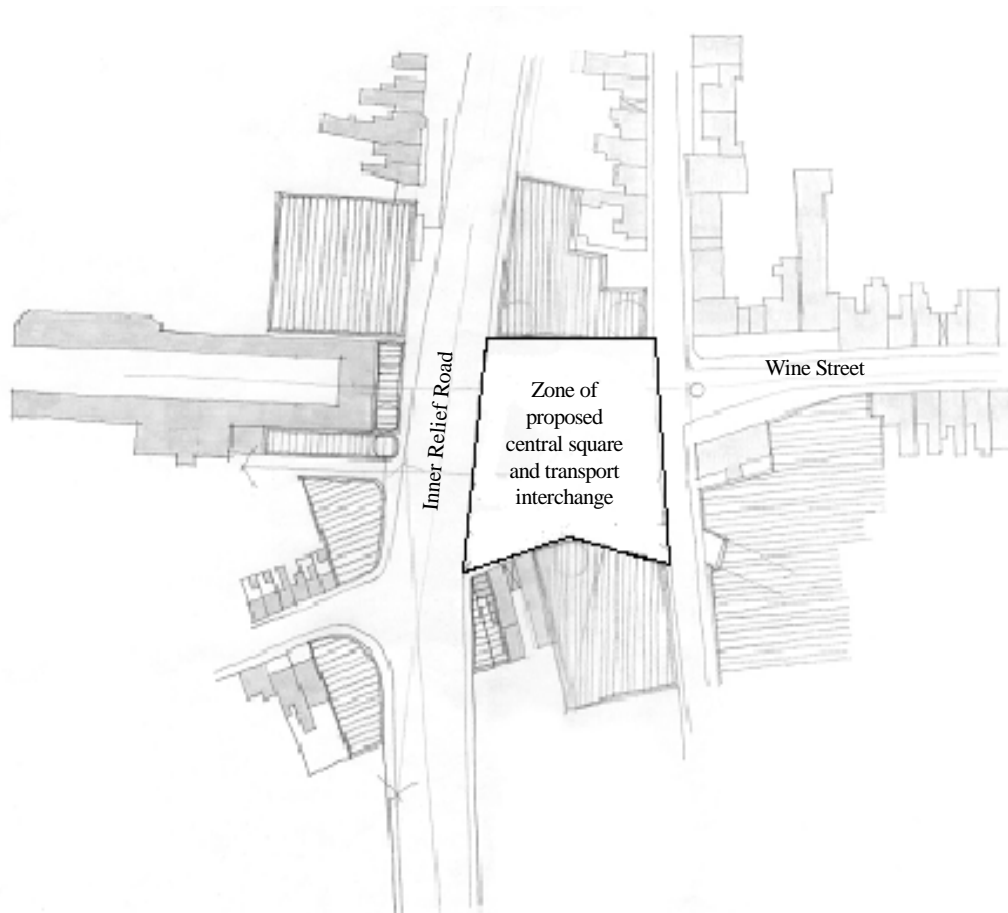 Wine Street
Inner Relief Road
Zone of
proposed
central square
and transport
interchange